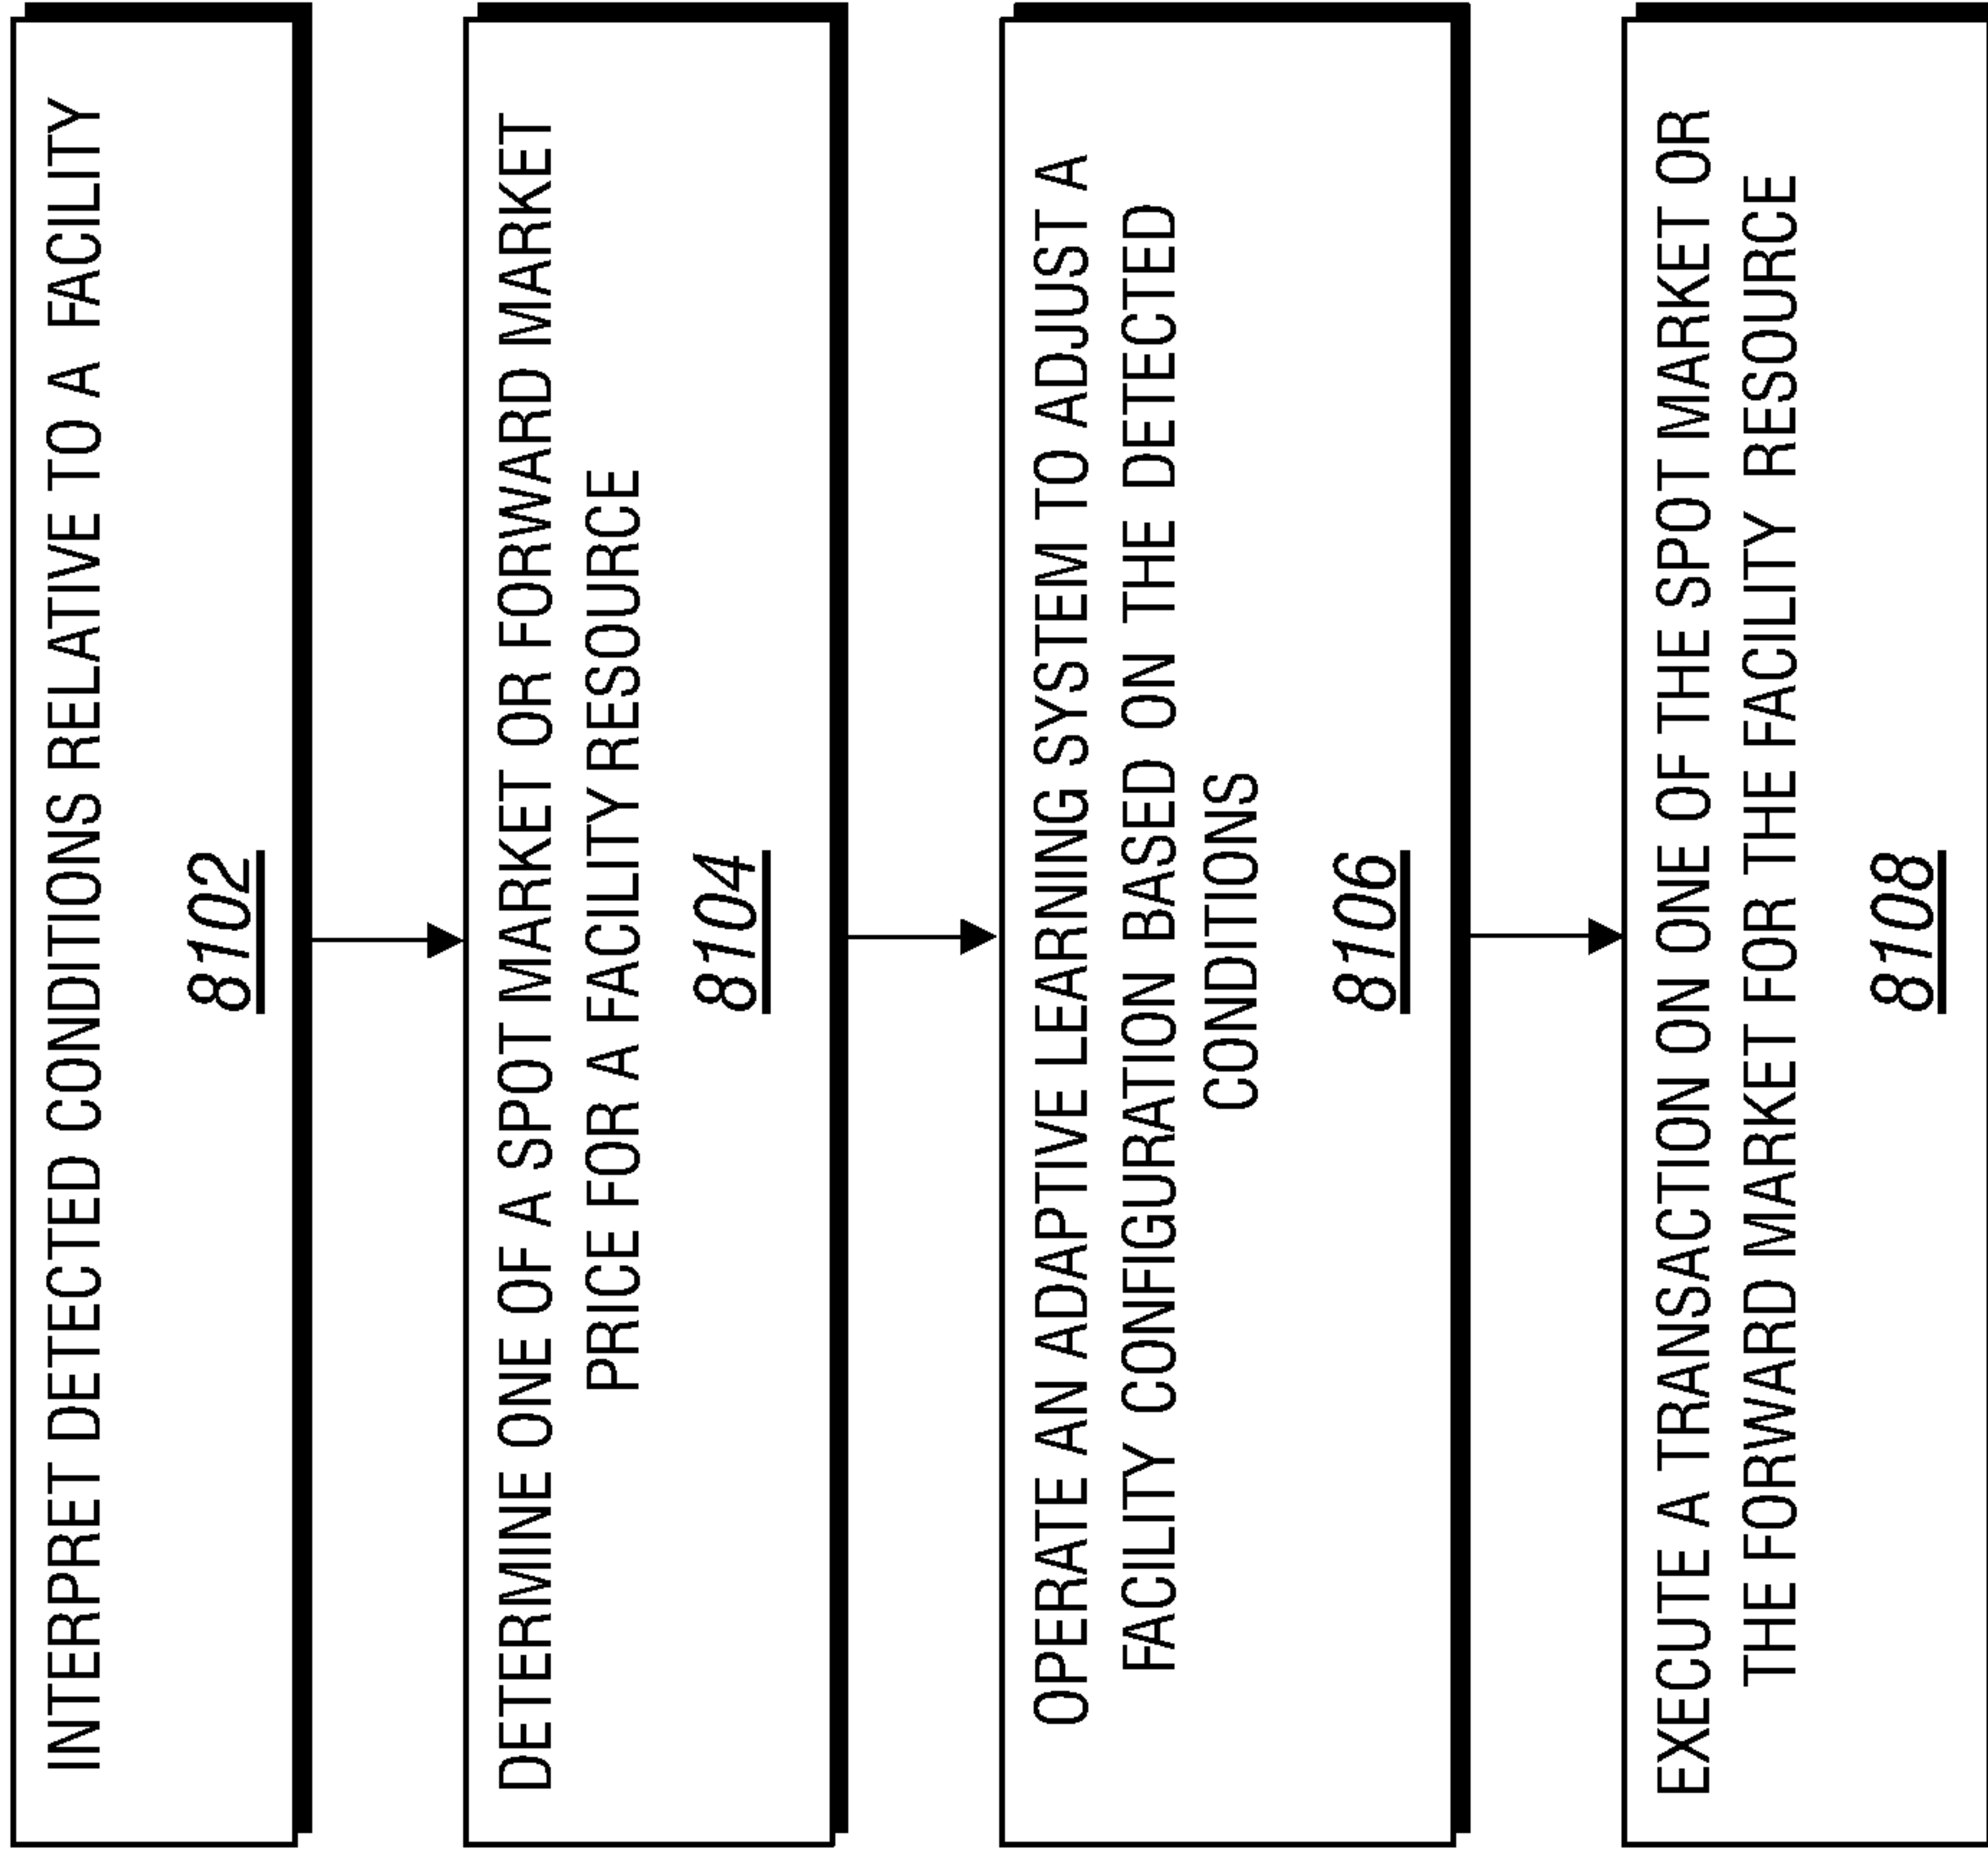 INTERPRET DETECTED CONDITIONS RELATIVE TO A FACILITY
8102
DETERMINE ONE OF A SPOT MARKET OR FORWARD MARKET
PRICE FOR A FACILITY RESOURCE
8104
OPERATE AN ADAPTIVE LEARNING SYSTEM TO ADJUST A
FACILITY CONFIGURATION BASED ON THE DETECTED
CONDITIONS
8106
EXECUTE A TRANSACTION ON ONE OF THE SPOT MARKET OR
THE FORWARD MARKET FOR THE FACILITY RESOURCE
8108